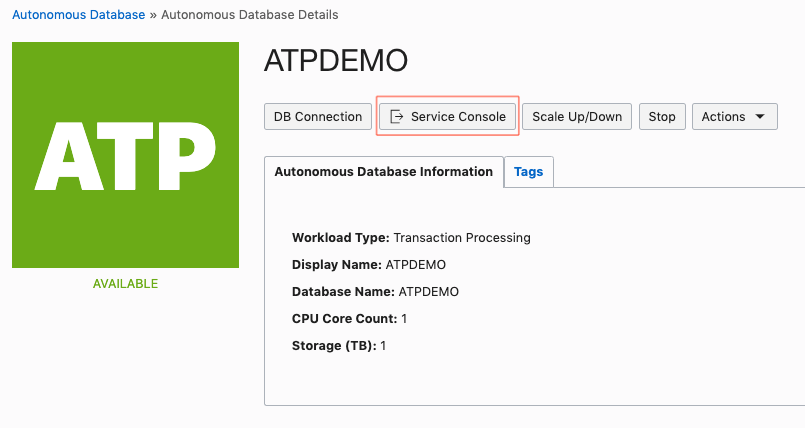 Autonomous Database » Autonomous Database Details
ATP
AVAILABLE
ATPDEMO
DB Connection Service Console Scale Up/Down Stop Actions
Autonomous Database Information Tags
Workload Type: Transaction Processing
Display Name: ATPDEMO
Database Name: ATPDEMO
CPU Core Count: 1
Storage (TB): 1